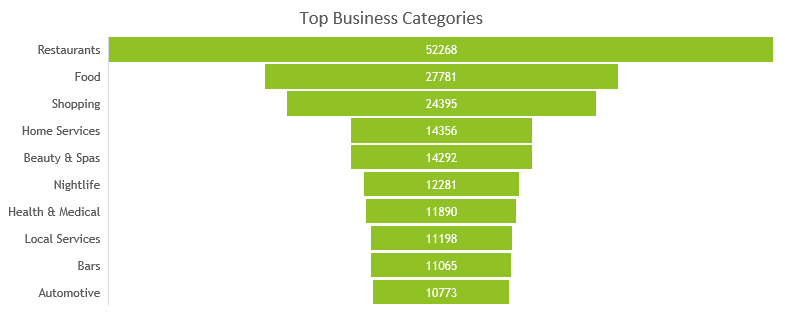 Top Business Categories
Restaurants 52268
Food 27781
Shopping 24395
Home Services 14356
Beauty & Spas 14292
Nightlife 12281
Health & Medical 11890
Local Services 11198
Bars 11065
Automotive 10773